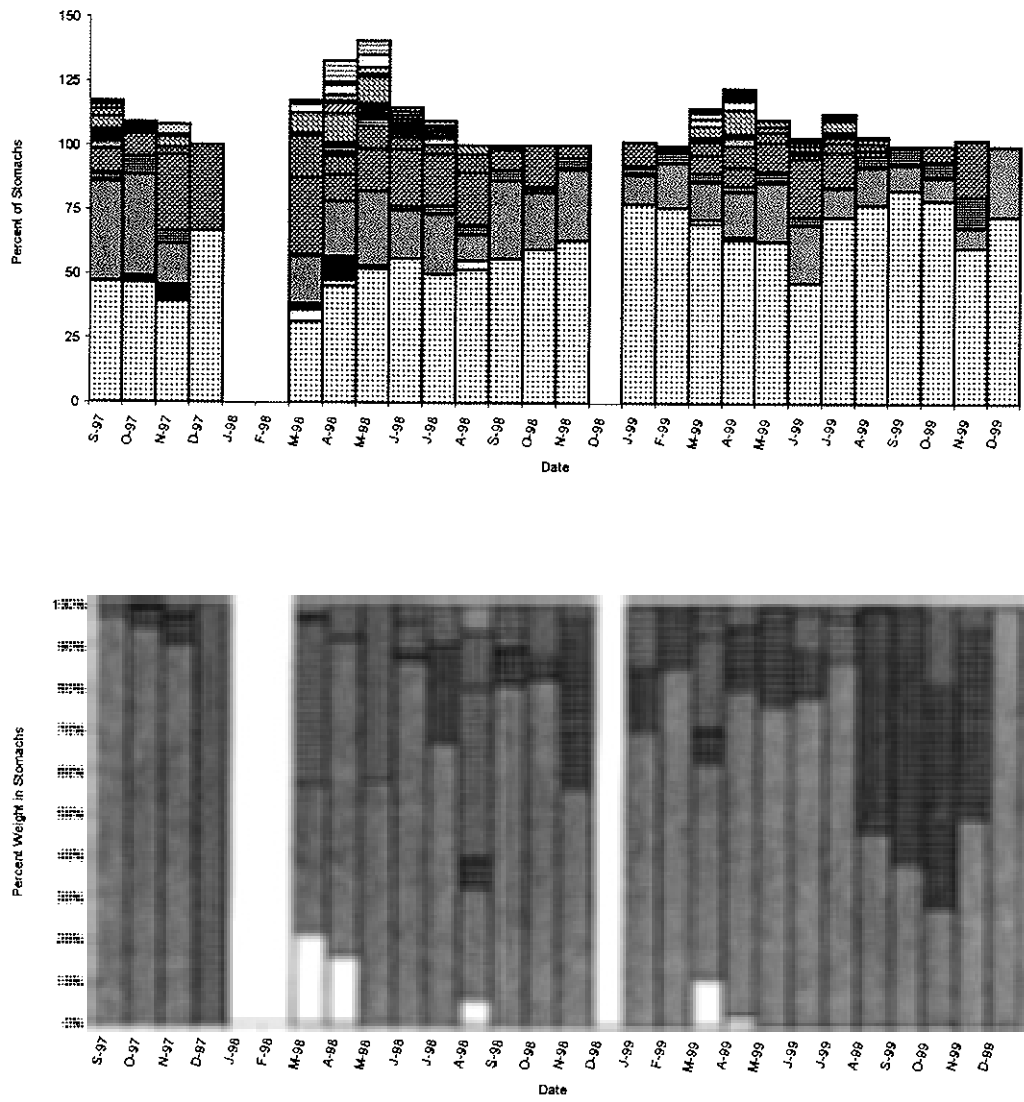 150
125
100
75
50
25
0
Percent of Stomachs
S-97 O-97 N-97 D-97 J-98 F-98 M-98 A-98 M-98 J-98 J-98 A-98 S-98 O-98 N-98 D-98 J-99 F-99 M-99 A-99 M-99 J-99 J-99 A-99 S-99 O-99 N-99 D-99
Date
Percent Weight in Stomachs
S-97 O-97 N-97 D-97 J-98 F-98 M-98 A-98 M-98 J-98 J-98 A-98 S-98 O-98 N-98 D-98 J-99 F-99 M-99 A-99 M-99 J-99 J-99 A-99 S-99 O-99 N-99 D-98
Date